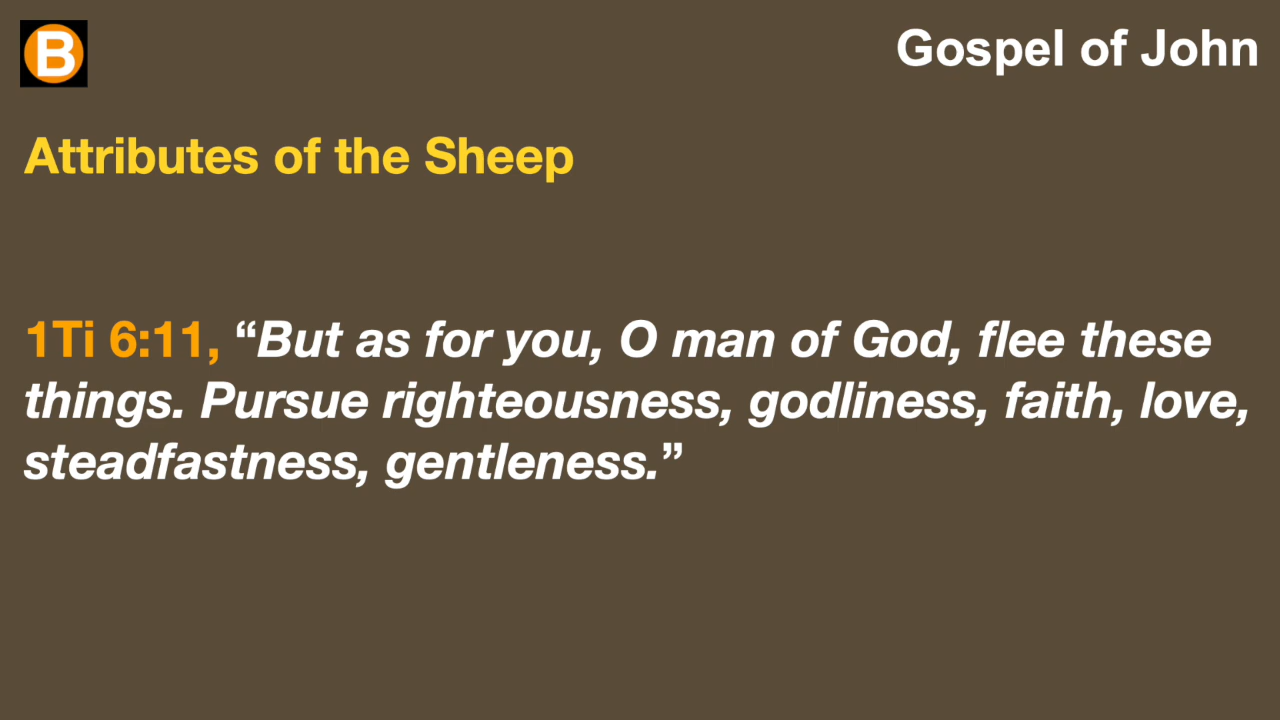 B
Gospel of John
Attributes of the Sheep
1Ti 6:11, “But as for you, O man of God, flee these
things. Pursue righteousness, godliness, faith, love,
steadfastness, gentleness.”